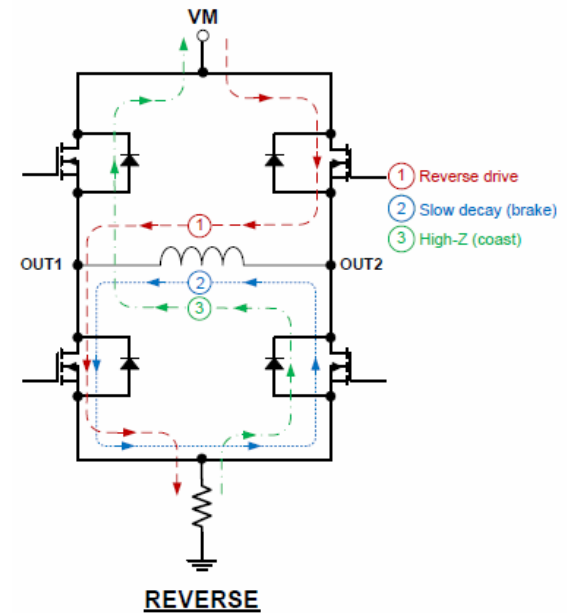 VM
1 Reverse drive
2 Slow decay (brake)
3 High-Z (coast)
1
OUT1
OUT2
2
3
REVERSE